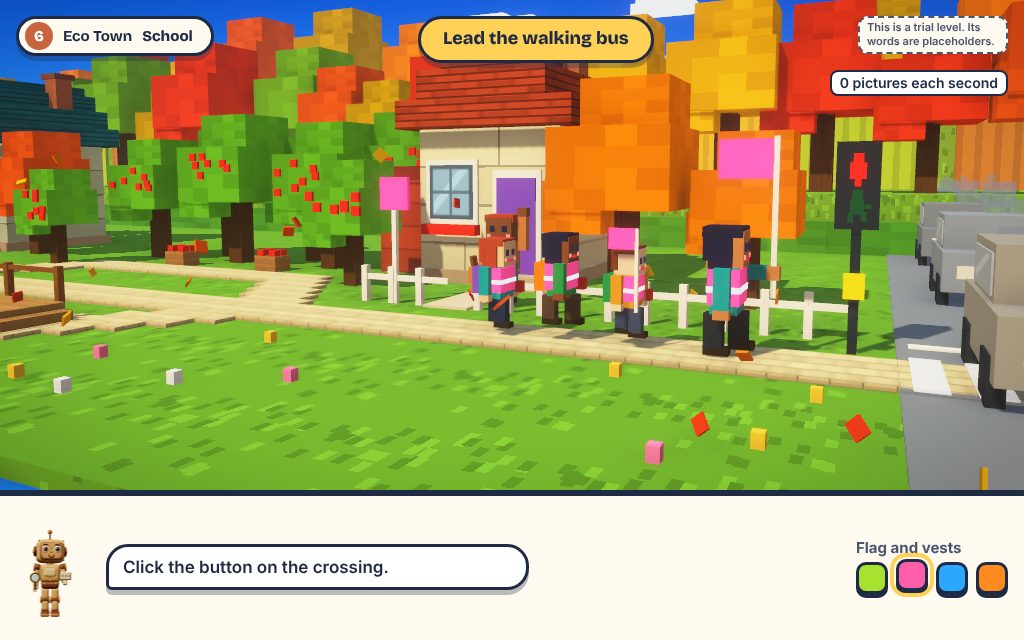 6 Eco Town School
Lead the walking bus
This is a trial level. Its
words are placeholders.
0 pictures each second
Click the button on the crossing.
Flag and vests